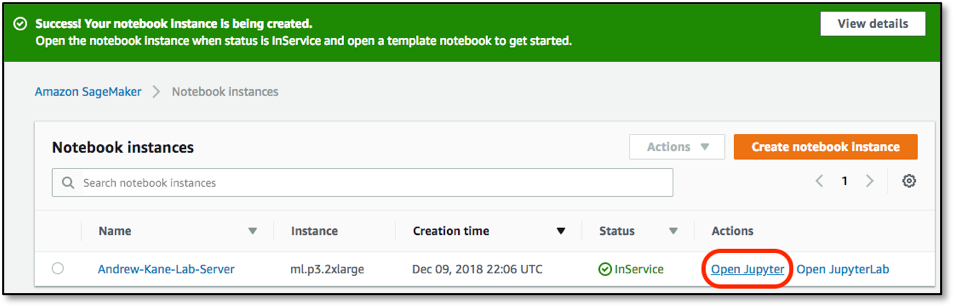 Success! Your notebook instance is being created.
View details
Open the notebook instance when status is InService and open a template notebook to get started.
Amazon SageMaker > Notebook instances
Notebook instances
Actions
Create notebook instance
Search notebook instances
1
Name Instance Creation time Status Actions
Andrew-Kane-Lab-Server ml.p3.2xlarge Dec 09, 2018 22:06 UTC InService Open Jupyter Open JupyterLab